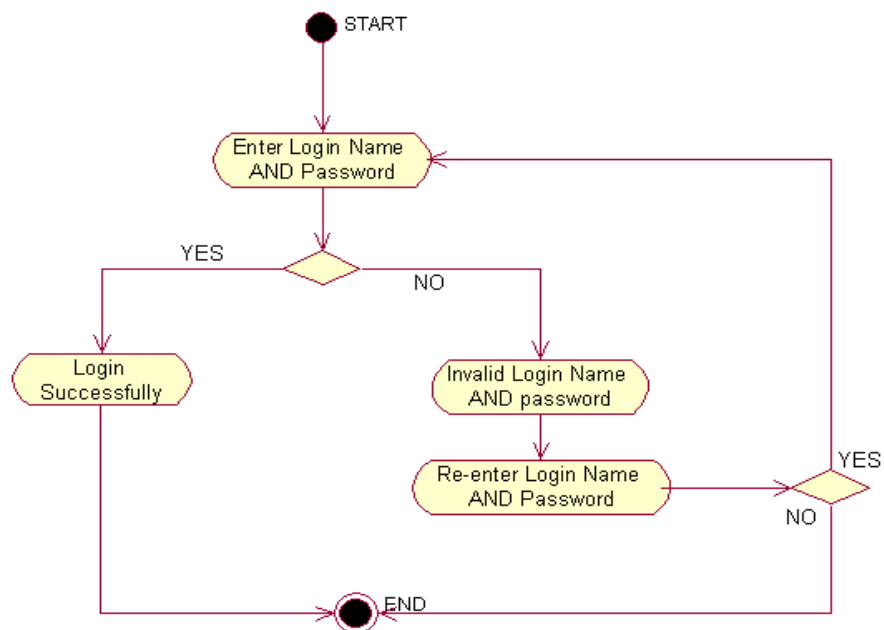 START
Enter Login Name
AND Password
YES
NO
Login
Successfully
Invalid Login Name
AND password
Re-enter Login Name
AND Password
YES
NO
END